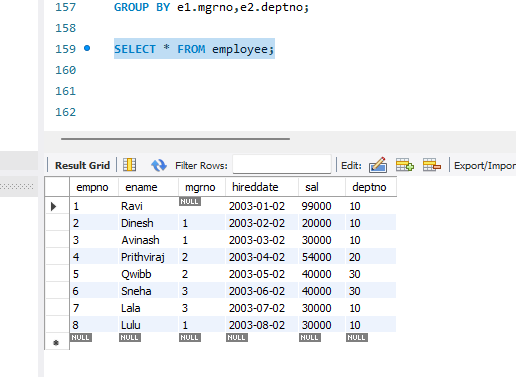 157 GROUP BY e1.mgrno,e2.deptno;
158
159 SELECT * FROM employee;
160
161
162
Result Grid Filter Rows: Edit: Export/Impor
empno ename mgrno hireddate sal deptno
1 Ravi NULL 2003-01-02 99000 10
2 Dinesh 1 2003-02-02 20000 10
3 Avinash 1 2003-03-02 30000 10
4 Prithviraj 2 2003-04-02 54000 20
5 Qwibb 2 2003-05-02 40000 30
6 Sneha 3 2003-06-02 40000 30
7 Lala 3 2003-07-02 30000 10
8 Lulu 1 2003-08-02 30000 10
NULL NULL NULL NULL NULL NULL